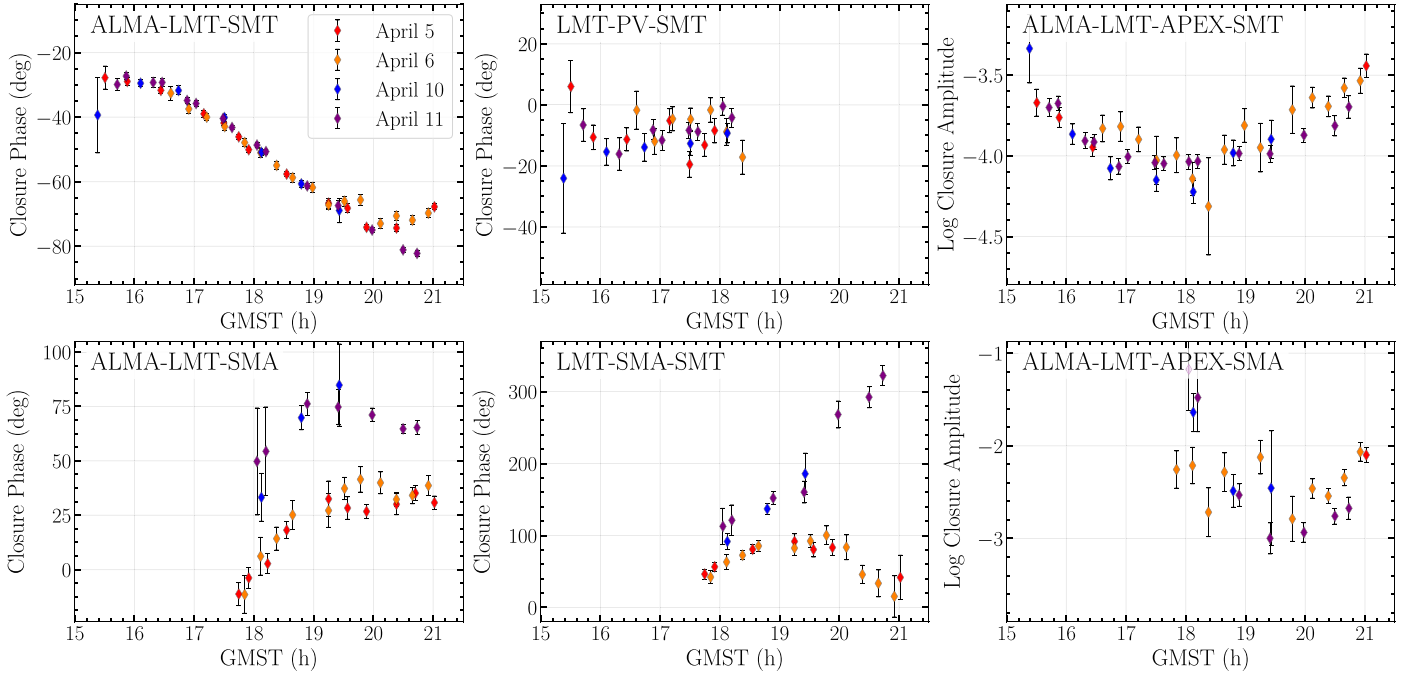 ALMA-LMT-SMT
April 5
April 6
April 10
April 11
−20
−40
−60
−80
Closure Phase (deg)
15 16 17 18 19 20 21
GMST (h)
LMT-PV-SMT
20
0
−20
−40
Closure Phase (deg)
15 16 17 18 19 20 21
GMST (h)
ALMA-LMT-APEX-SMT
−3.5
−4.0
−4.5
Log Closure Amplitude
15 16 17 18 19 20 21
GMST (h)
ALMA-LMT-SMA
100
75
50
25
0
Closure Phase (deg)
15 16 17 18 19 20 21
GMST (h)
LMT-SMA-SMT
300
200
100
0
Closure Phase (deg)
15 16 17 18 19 20 21
GMST (h)
ALMA-LMT-APEX-SMA
−1
−2
−3
Log Closure Amplitude
15 16 17 18 19 20 21
GMST (h)